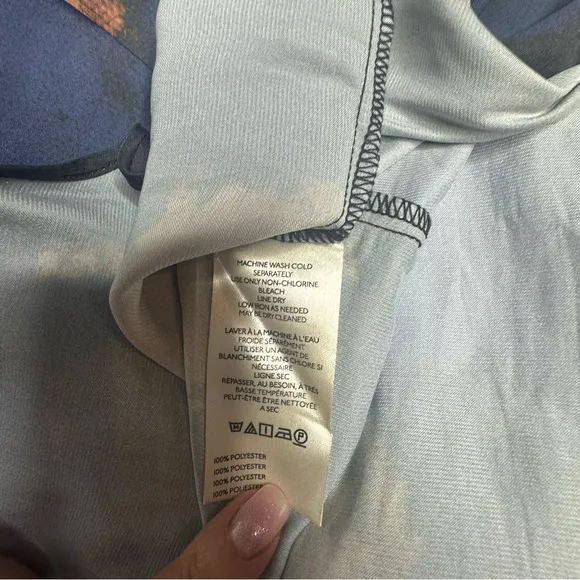 MACHINE WASH COLD
SEPARATELY
USE ONLY NON-CHLORINE
BLEACH
LINE DRY
LOW IRON AS NEEDED
MAY BE DRY CLEANED
LAVER À LA MACHINE À L'EAU
FROIDE SÉPARÉMENT
UTILISER UN AGENT DE
BLANCHIMENT SANS CHLORE SI
NÉCESSAIRE
LIGNE SEC
REPASSER, AU BESOIN, À TRÈS
BASSE TEMPÉRATURE
PEUT-ÊTRE ÊTRE NETTOYÉE
A SEC
P
100% POLYESTER
100% POLYESTER
100% POLYESTER
100% POLIESTER